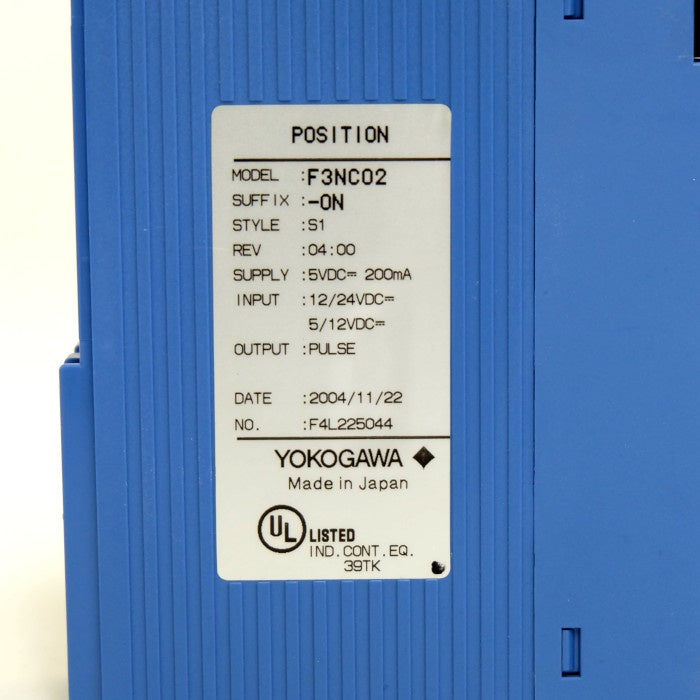 POSITION
MODEL :F3NC02
SUFFIX :-0N
STYLE :S1
REV :04:00
SUPPLY :5VDC⎓ 200mA
INPUT :12/24VDC⎓
5/12VDC⎓
OUTPUT :PULSE
DATE :2004/11/22
NO. :F4L225044
YOKOGAWA ◆
Made in Japan
UL LISTED
IND.CONT.EQ.
39TK